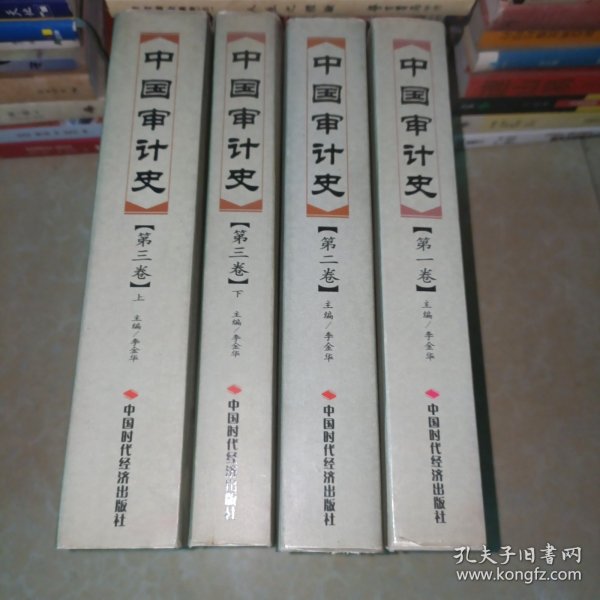 中国审计史
【第三卷】
上
主编/李金华
中国时代经济出版社
中国审计史
【第三卷】
下
主编/李金华
中国时代经济出版社
中国审计史
【第二卷】
主编/李金华
中国时代经济出版社
中国审计史
【第一卷】
主编/李金华
中国时代经济出版社
孔夫子旧书网
www.kongfz.com